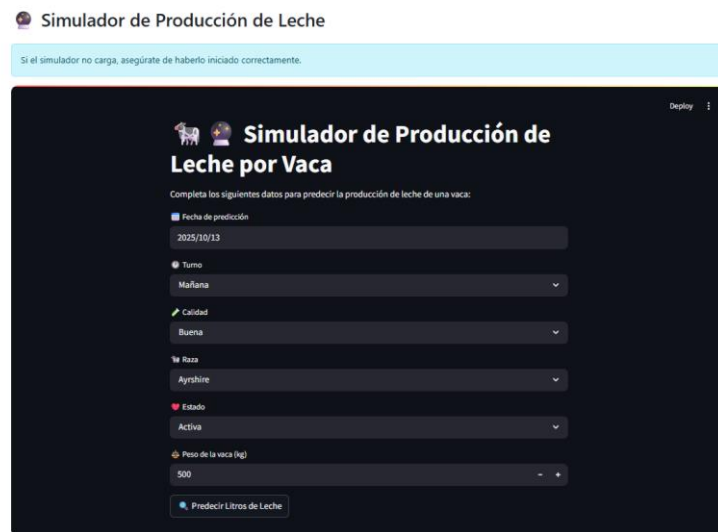 Simulador de Producción de Leche
Si el simulador no carga, asegúrate de haberlo iniciado correctamente.
Deploy
Simulador de Producción de
Leche por Vaca
Completa los siguientes datos para predecir la producción de leche de una vaca:
Fecha de predicción
2025/10/13
Turno
Mañana
Calidad
Buena
Raza
Ayrshire
Estado
Activa
Peso de la vaca (kg)
500
Predecir Litros de Leche